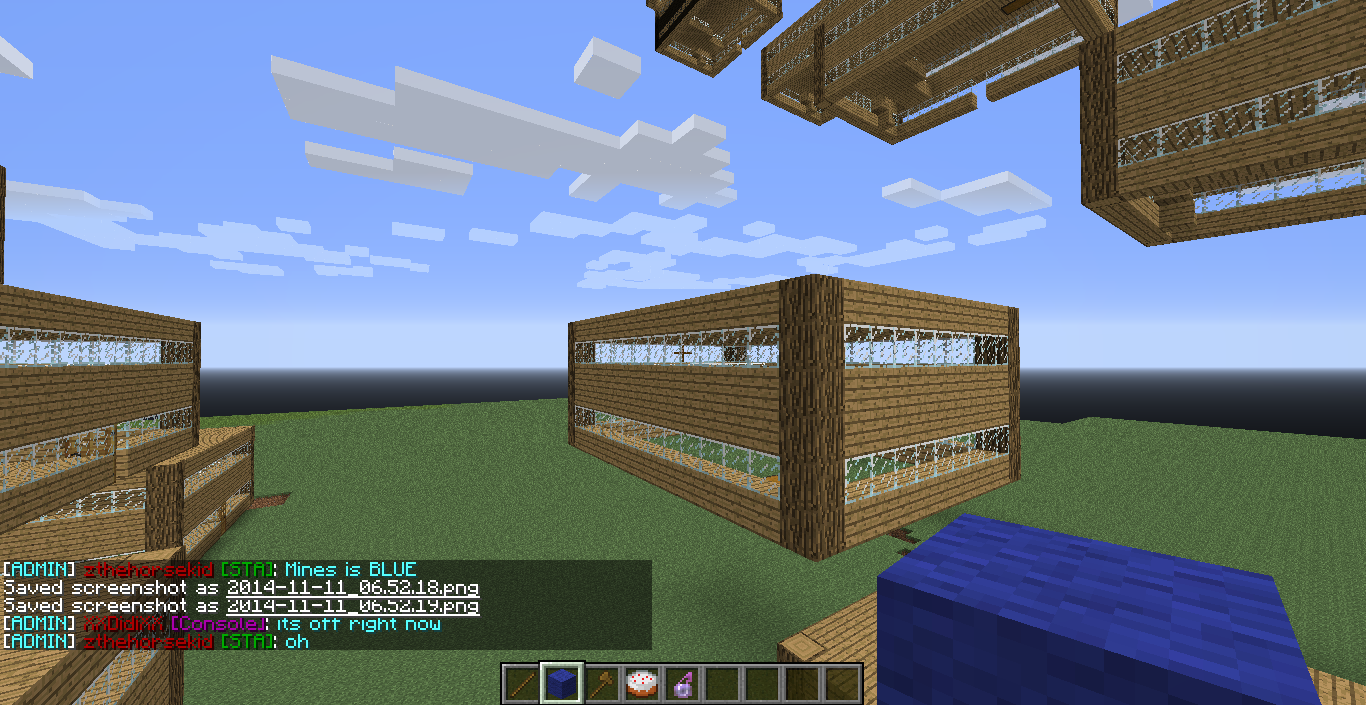 [ADMIN] zthehorsekid [STA]: Mines is BLUE
Saved screenshot as 2014-11-11_06.52.18.png
Saved screenshot as 2014-11-11_06.52.19.png
[ADMIN] XxDidixX [Console]: its off right now
[ADMIN] zthehorsekid [STA]: oh